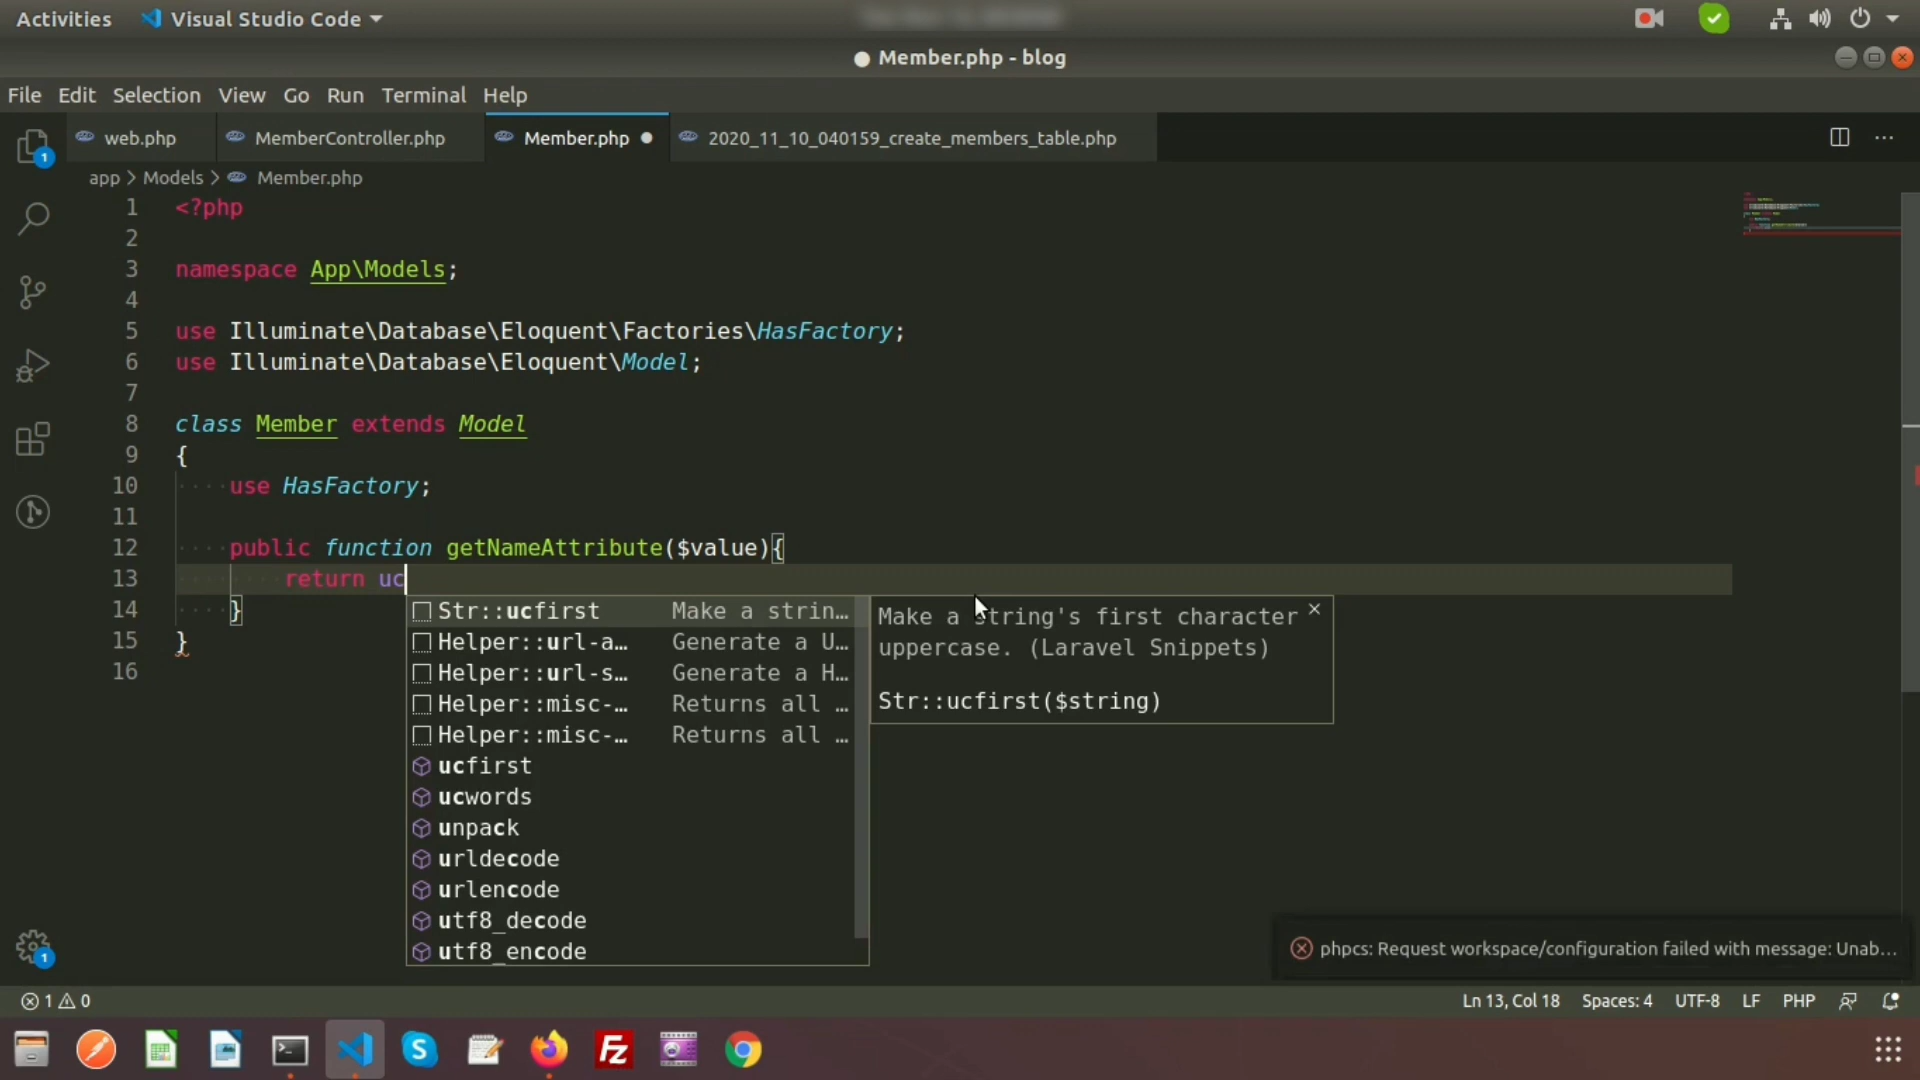 Activities Visual Studio Code
Member.php - blog
File Edit Selection View Go Run Terminal Help
web.php MemberController.php Member.php 2020_11_10_040159_create_members_table.php
app > Models > Member.php
1 <?php
2
3 namespace App\Models;
4
5 use Illuminate\Database\Eloquent\Factories\HasFactory;
6 use Illuminate\Database\Eloquent\Model;
7
8 class Member extends Model
9 {
10 ····use HasFactory;
11
12 ····public function getNameAttribute($value){
13 ········return uc
14 ····}
15 }
16
Str::ucfirst Make a strin…
Helper::url-a… Generate a U…
Helper::url-s… Generate a H…
Helper::misc-… Returns all …
Helper::misc-… Returns all …
ucfirst
ucwords
unpack
urldecode
urlencode
utf8_decode
utf8_encode
Make a string's first character
uppercase. (Laravel Snippets)
Str::ucfirst($string)
phpcs: Request workspace/configuration failed with message: Unab...
1 0 Ln 13, Col 18 Spaces: 4 UTF-8 LF PHP
1
1
S
Fz